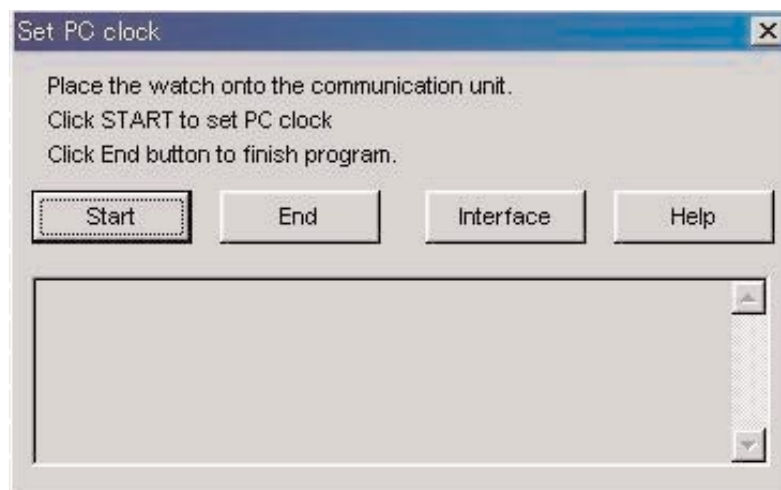 Set PC clock
Place the watch onto the communication unit.
Click START to set PC clock
Click End button to finish program.
Start End Interface Help